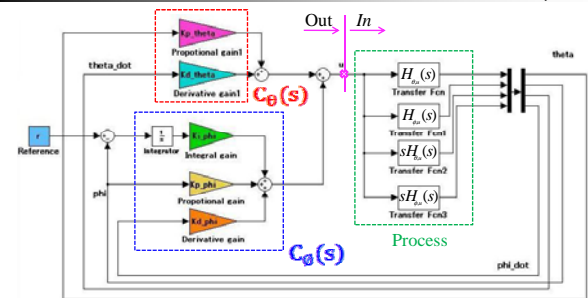 Out
In
theta
Kp_theta
Propotional gain1
theta_dot
Kd_theta
Derivative gain1
Cθ(s)
u
Transfer Fcn
Transfer Fcn1
Transfer Fcn2
Transfer Fcn3
Process
r
Reference
1
s
Integrator
Ki_phi
Integral gain
phi
Kp_phi
Propotional gain
Kd_phi
Derivative gain
phi_dot